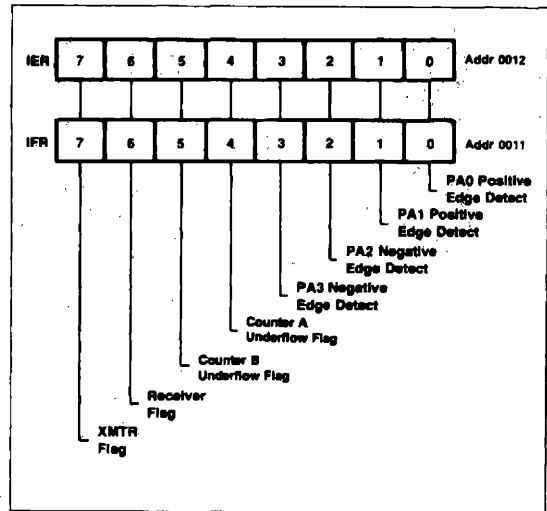 IER 7 6 5 4 3 2 1 0 Addr 0012
IFR 7 6 5 4 3 2 1 0 Addr 0011
PA0 Positive
Edge Detect
PA1 Positive
Edge Detect
PA2 Negative
Edge Detect
PA3 Negative
Edge Detect
Counter A
Underflow Flag
Counter B
Underflow Flag
Receiver
Flag
XMTR
Flag